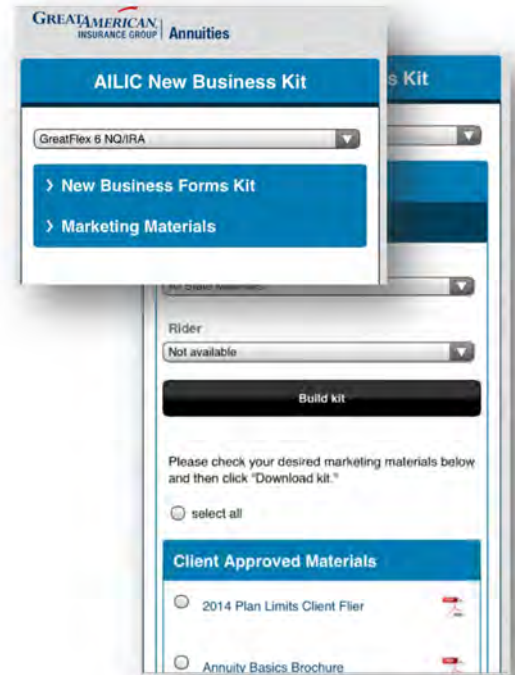 GREATAMERICAN
INSURANCE GROUP
Annuities
AILIC New Business Kit
GreatFlex 6 NQ/IRA
› New Business Forms Kit
› Marketing Materials
s Kit
Rider
Not available
Build kit
Please check your desired marketing materials below
and then click "Download kit."
select all
Client Approved Materials
2014 Plan Limits Client Flier
Annuity Basics Brochure